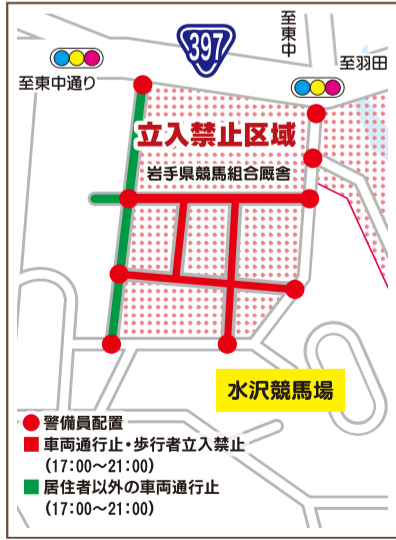 397
至東中
至東中通り
至羽田
立入禁止区域
岩手県競馬組合厩舎
水沢競馬場
警備員配置
車両通行止・歩行者立入禁止
(17:00～21:00)
居住者以外の車両通行止
(17:00～21:00)